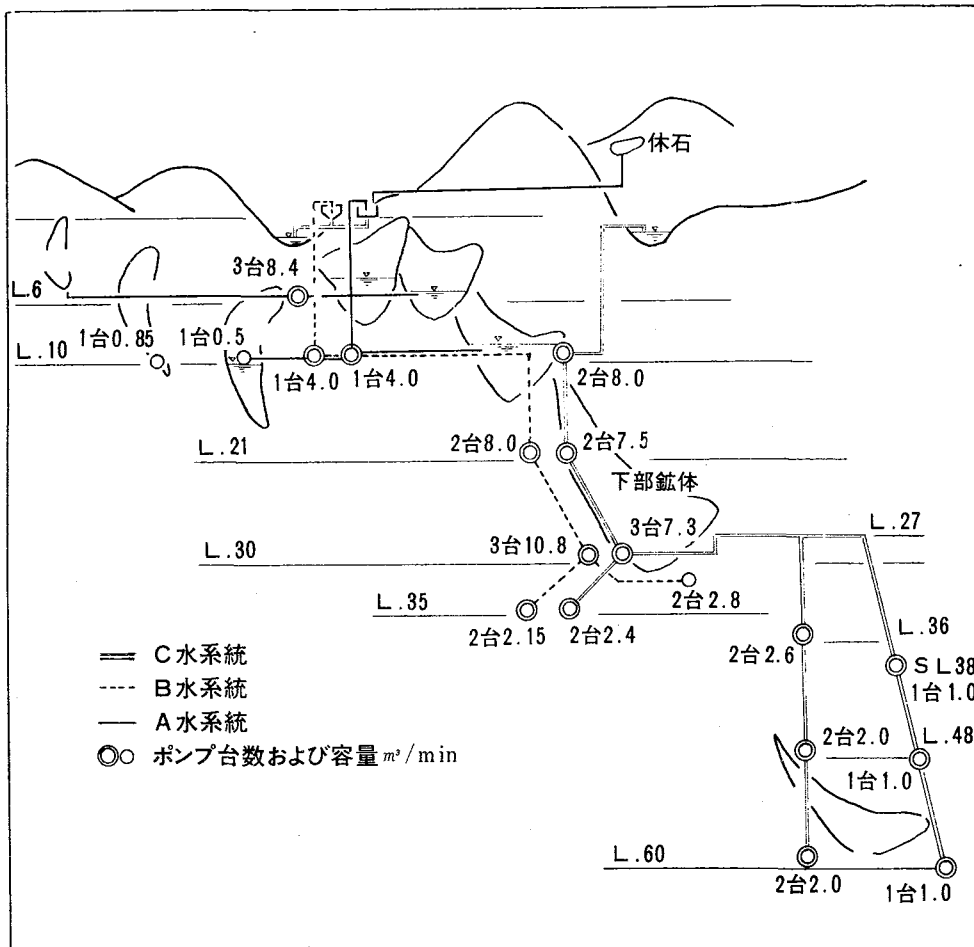 休石
3台8.4
L.6
1台0.85
1台0.5
L.10
1台4.0
1台4.0
2台8.0
L.21
2台8.0
2台7.5
下部鉱体
L.27
L.30
3台10.8
3台7.3
L.35
2台2.8
2台2.15
2台2.4
L.36
2台2.6
SL38
1台1.0
C水系統
B水系統
A水系統
ポンプ台数および容量 m³/min
2台2.0
L.48
1台1.0
L.60
2台2.0
1台1.0